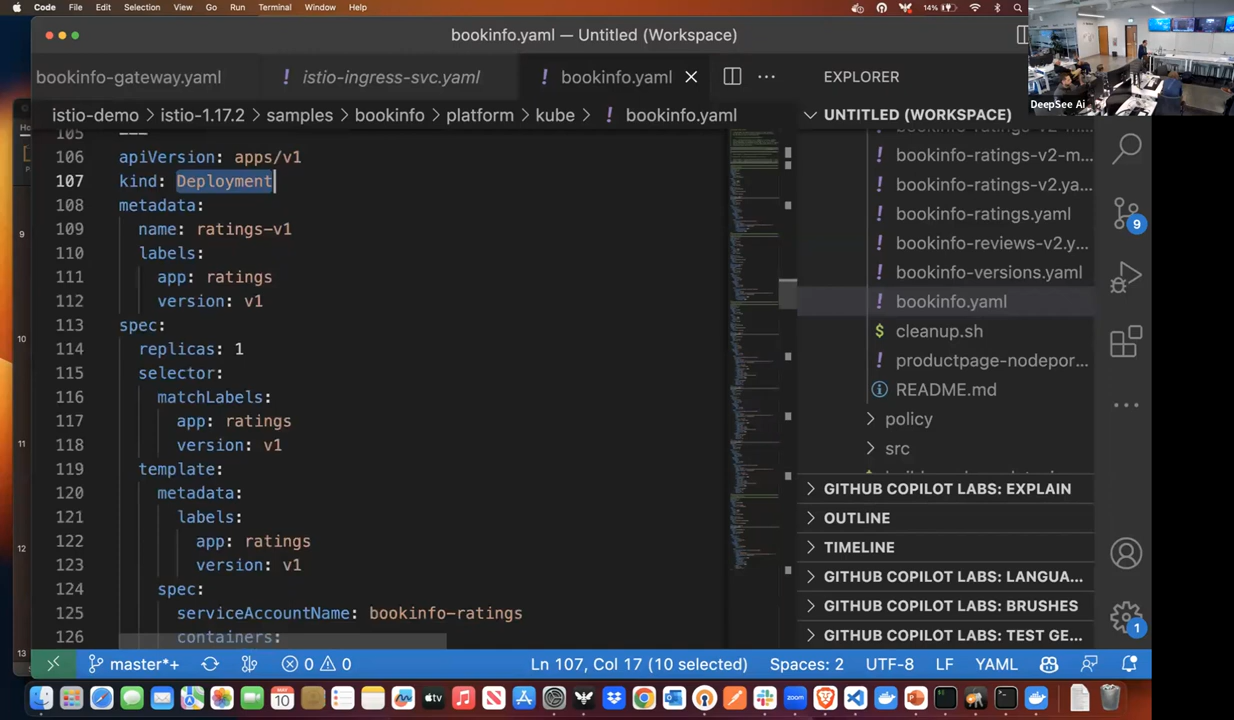 Code File Edit Selection View Go Run Terminal Window Help
14%
bookinfo.yaml — Untitled (Workspace)
bookinfo-gateway.yaml
! istio-ingress-svc.yaml
! bookinfo.yaml
EXPLORER
DeepSee Ai
istio-demo > istio-1.17.2 > samples > bookinfo > platform > kube > ! bookinfo.yaml
UNTITLED (WORKSPACE)
105 ---
106 apiVersion: apps/v1
107 kind: Deployment
108 metadata:
109 name: ratings-v1
110 labels:
111 app: ratings
112 version: v1
113 spec:
114 replicas: 1
115 selector:
116 matchLabels:
117 app: ratings
118 version: v1
119 template:
120 metadata:
121 labels:
122 app: ratings
123 version: v1
124 spec:
125 serviceAccountName: bookinfo-ratings
126 containers:
! bookinfo-ratings-v2-m...
! bookinfo-ratings-v2-m...
! bookinfo-ratings-v2.ya...
! bookinfo-ratings.yaml
! bookinfo-reviews-v2.y...
! bookinfo-versions.yaml
! bookinfo.yaml
$ cleanup.sh
! productpage-nodepor...
README.md
> policy
> src
> GITHUB COPILOT LABS: EXPLAIN
> OUTLINE
> TIMELINE
> GITHUB COPILOT LABS: LANGUA...
> GITHUB COPILOT LABS: BRUSHES
> GITHUB COPILOT LABS: TEST GE...
9
1
9
10
11
12
13
master*+ 0 0 Ln 107, Col 17 (10 selected) Spaces: 2 UTF-8 LF YAML
MAY
10
tv
zoom